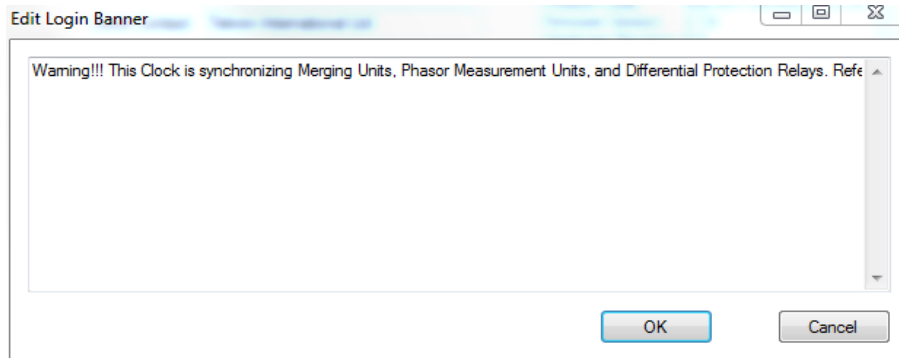 Edit Login Banner
Warning!!! This Clock is synchronizing Merging Units, Phasor Measurement Units, and Differential Protection Relays. Refe
OK
Cancel